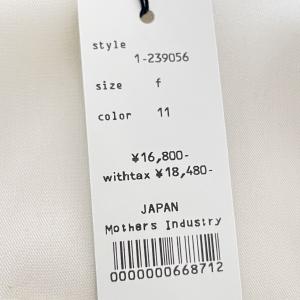 style
1-239056
size f
color 11
¥16,800-
withtax ¥18,480-
JAPAN
Mothers Industry
0000000668712